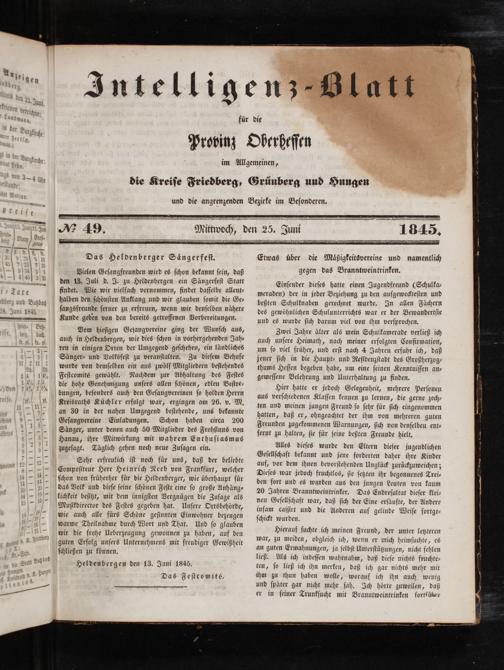 Intelligenz-Blatt
für die
Provinz Oberhessen
im Allgemeinen,
die Kreise Friedberg, Grünberg und Hungen
und die angrenzenden Bezirke im Besonderen.
№ 49. Mittwoch, den 25. Juni 1845.
Das Heldenberger Sängerfest.
Vielen Gesangfreunden wird es schon bekannt sein, daß
den 13. Juli d. J. zu Heldenbergen ein Sängerfest Statt
findet. Wie wir vielfach vernommen, findet dasselbe allent-
halben den schönsten Anklang und wir glauben somit die Ge-
sangsfreunde ferner zu erfreuen, wenn wir denselben nähere
Kunde geben von den bereits getroffenen Vorbereitungen.
Vom hiesigen Gesangvereine ging der Wunsch aus,
auch in Heldenbergen, wie dies schon in vorhergehenden Jah-
ren in einigen Orten der Umgegend geschehen, ein ländliches
Sänger- und Volksfest zu veranstalten. Zu diesem Behufe
wurde von demselben ein aus zwölf Mitgliedern bestehendes
Festcomité gewählt. Nachdem zur Abhaltung des Festes
die hohe Genehmigung unsers allen schönen, edlen Bestre-
bungen, besonders auch den Gesangvereinen so holden Herrn
Kreisraths Küchler erfolgt war, ergingen am 26. v. M.
an 30 in der nahen Umgegend bestehende, uns bekannte
Gesangvereine Einladungen. Schon haben circa 200
Sänger, unter denen auch 50 Mitglieder des Frohsinns von
Hanau, ihre Mitwirkung mit wahrem Enthusiasmus
zugesagt. Täglich gehen noch neue Zusagen ein.
Sehr erfreulich ist noch für uns, daß der beliebte
Compositeur Herr Heinrich Neeb von Frankfurt, welcher
schon von früherher für die Heldenberger, wie überhaupt für
das Volk und diese seine schönen Feste eine so große Anhäng-
lichkeit besitzt, mit dem innigsten Vergnügen die Zusage als
Musikdirector des Festes gegeben hat. Unsere Ortsbehörde,
wie auch alle fürs Schöne geneigten Einwohner bezeugen
warme Theilnahme durch Wort und That. Und so glauben
wir die frohe Ueberzeugung gewonnen zu haben, auf den
guten Erfolg unsers Unternehmens mit freudiger Gewißheit
schließen zu können.
Heldenbergen den 13. Juni 1845.
Das Festcomité.
Etwas über die Mäßigkeitsvereine und namentlich
gegen das Branntweintrinken.
Einsender dieses hatte einen Jugendfreund (Schulka-
meraden) der in jeder Beziehung zu den aufgewecktesten und
besten Schulknaben gerechnet war. In allen Fächern
des gewöhnlichen Schulunterrichts war er der Bewandertste
und es wurde sich darum viel von ihm versprochen.
Zwei Jahre älter als mein Schulkamerade verließ ich
auch unsere Heimath, nach meiner erfolgten Confirmation,
um so viel früher, und erst nach 4 Jahren erfuhr ich, daß
jener sich in die Haupt- und Residenzstadt des Großherzog-
thums Hessen begeben habe, um eine seinen Kenntnissen an-
gemessene Belehrung und Unterhaltung zu finden.
Hier hatte er jedoch Gelegenheit, mehrere Personen
aus verschiedenen Klassen kennen zu lernen, die gerne zech-
ten und meinen jungen Freund so sehr für sich eingenommen
hatten, daß er, ohngeachtet der ihm von mehreren guten
Freunden zugekommenen Warnungen, sich von denselben ent-
fernt zu halten, sie für seine besten Freunde hielt.
Alles dieses wurde den Eltern dieser jugendlichen
Gesellschaft bekannt und jene forderten daher ihre Kinder
auf, vor dem ihnen bevorstehenden Unglück zurückzuweichen;
Dieses war jedoch fruchtlos, sie setzten ihr begonnenes Trei-
ben fort und es wurden aus den jungen Leuten von kaum
20 Jahren Branntweintrinker. Das Endresultat dieser klei-
nen Gesellschaft war, daß sich der Eine ersäufte, der Andere
infam cassirt und die Anderen auf gelinde Weise fortge-
schickt wurden.
Hierauf suchte ich meinen Freund, der unter letzteren
war, zu meiden, obgleich ich, wenn er mich heimsuchte, es
an guten Ermahnungen, ja selbst Unterstützungen, nicht fehlen
ließ. Als ich indessen wahrnahm, daß diese nichts fruchte-
ten, so ließ ich ihn merken, daß ich gar nichts mehr mit
ihm zu thun haben wolle, worauf ich ihn auch wenig
und später gar nicht mehr sah. Ich hörte zuweilen, daß
er in seiner Trunksucht mit Branntweintrinken fortführe